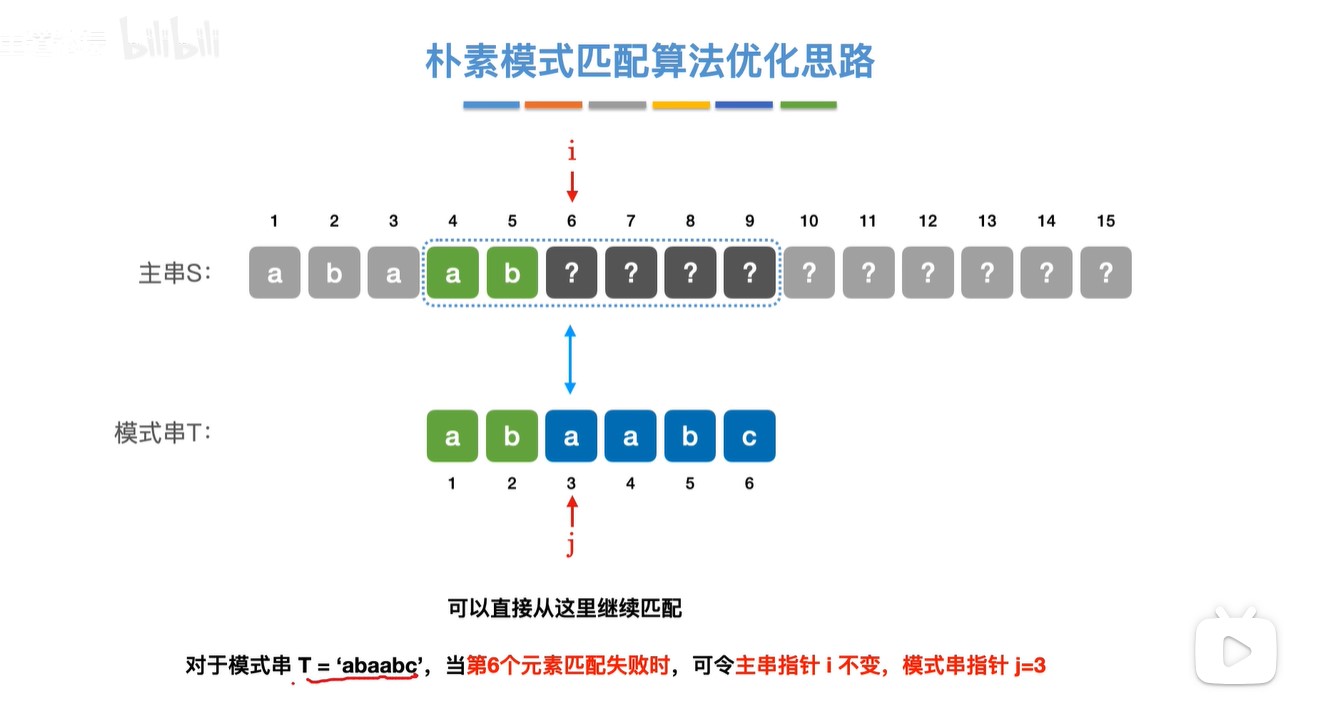 bilibili
朴素模式匹配算法优化思路
i
1 2 3 4 5 6 7 8 9 10 11 12 13 14 15
主串S: a b a a b ? ? ? ? ? ? ? ? ? ?
模式串T: a b a a b c
1 2 3 4 5 6
j
可以直接从这里继续匹配
对于模式串 T = ‘abaabc’，当第6个元素匹配失败时，可令主串指针 i 不变，模式串指针 j=3